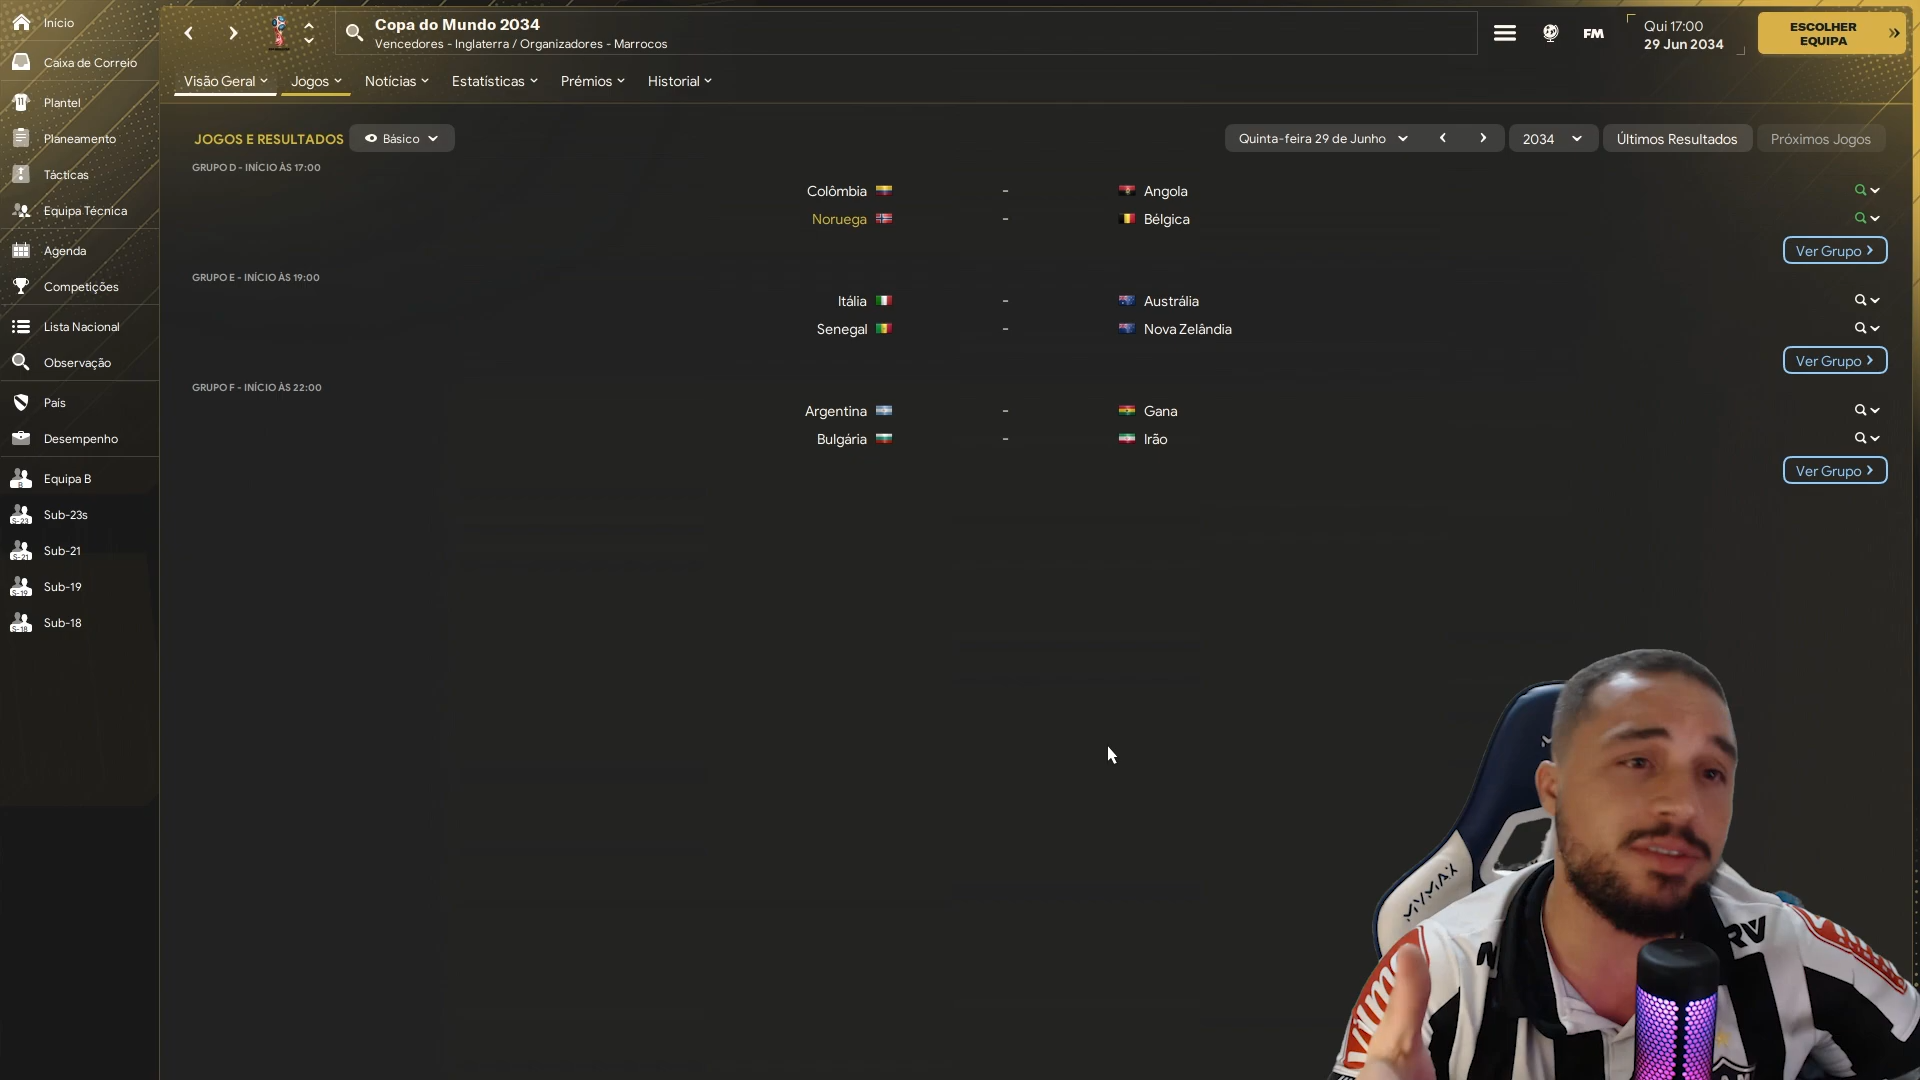 Início
Caixa de Correio
Plantel
Planeamento
Tácticas
Equipa Técnica
Agenda
Competições
Lista Nacional
Observação
País
Desempenho
Equipa B
Sub-23s
Sub-21
Sub-19
Sub-18
Copa do Mundo 2034
Vencedores - Inglaterra / Organizadores - Marrocos
FM
Qui 17:00
29 Jun 2034
ESCOLHER
EQUIPA
Visão Geral
Jogos
Notícias
Estatísticas
Prémios
Historial
JOGOS E RESULTADOS
Básico
Quinta-feira 29 de Junho
2034
Últimos Resultados
Próximos Jogos
GRUPO D - INÍCIO ÀS 17:00
Colômbia - Angola
Noruega - Bélgica
Ver Grupo
GRUPO E - INÍCIO ÀS 19:00
Itália - Austrália
Senegal - Nova Zelândia
Ver Grupo
GRUPO F - INÍCIO ÀS 22:00
Argentina - Gana
Bulgária - Irão
Ver Grupo